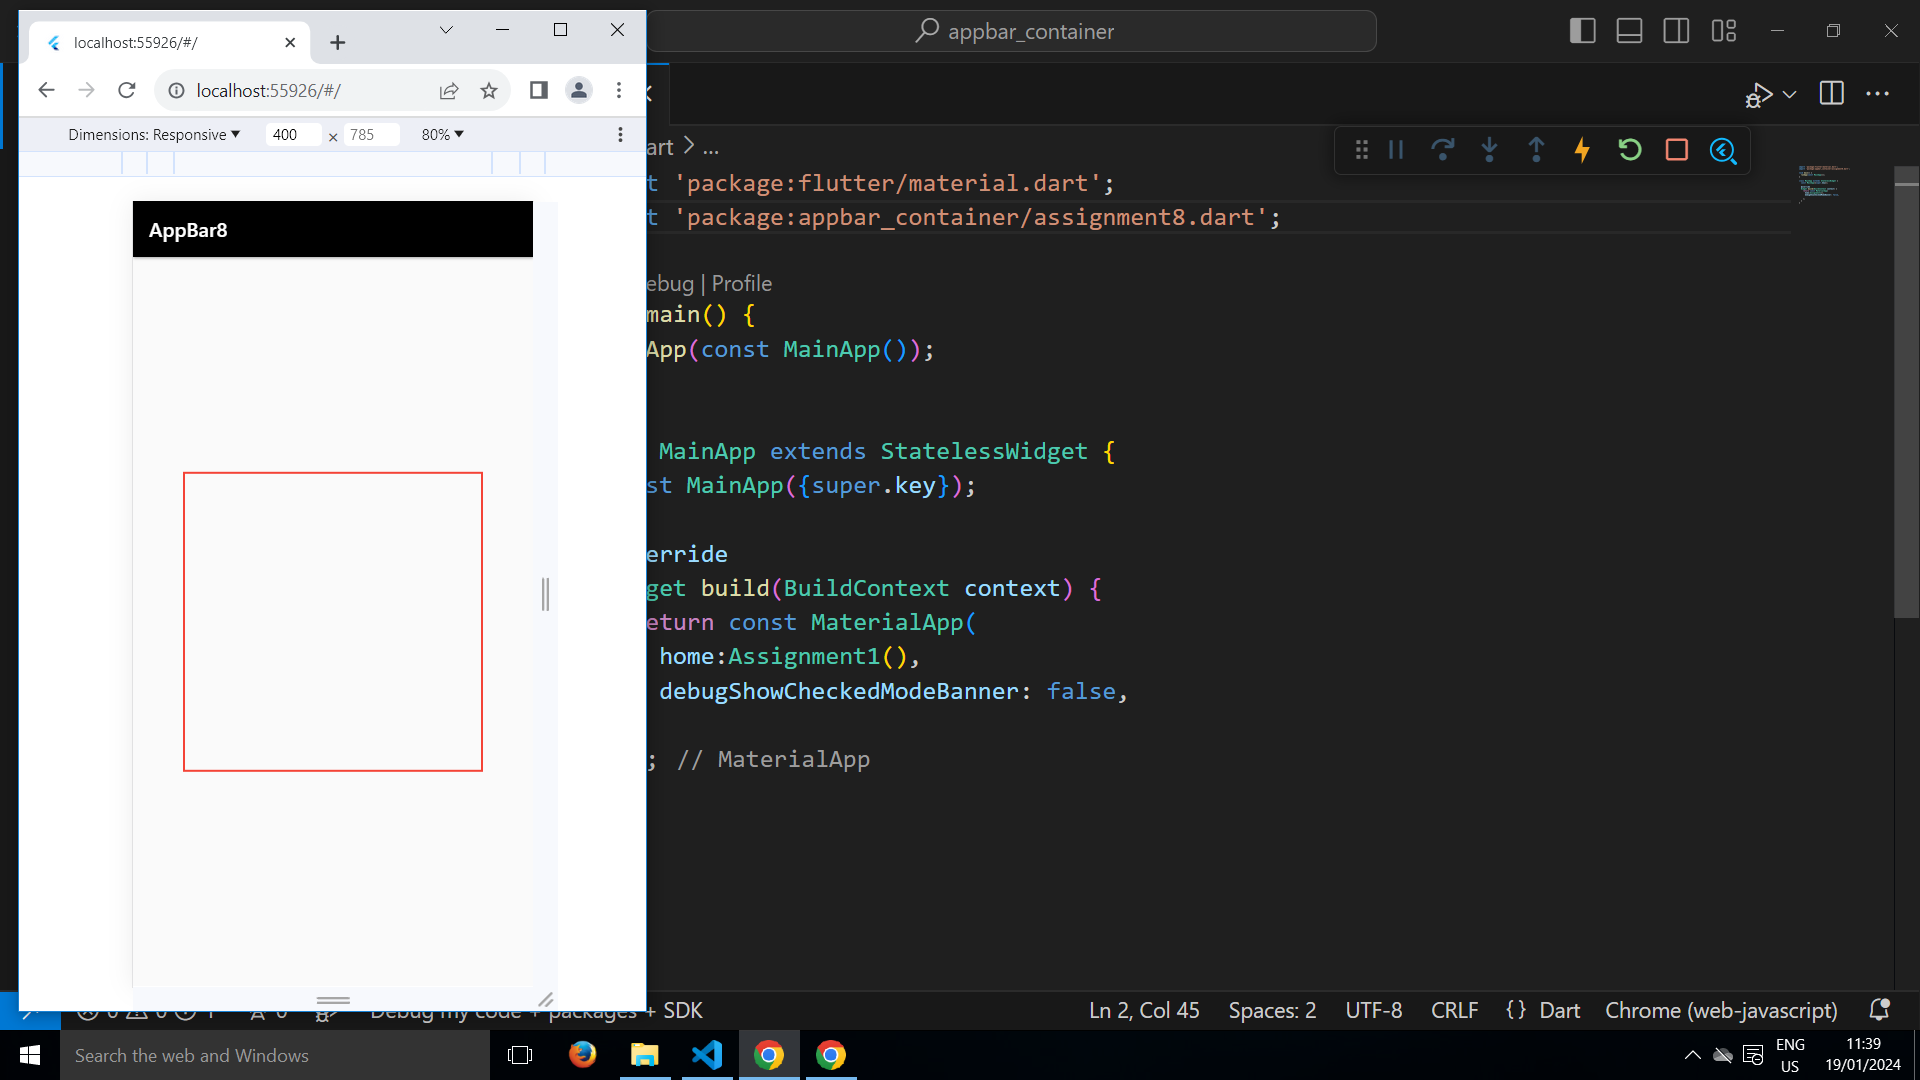 localhost:55926/#/
appbar_container
localhost:55926/#/
Dimensions: Responsive 400 × 785 80%
art > ...
AppBar8
t 'package:flutter/material.dart';
t 'package:appbar_container/assignment8.dart';
ebug | Profile
main() {
App(const MainApp());
MainApp extends StatelessWidget {
st MainApp({super.key});
erride
get build(BuildContext context) {
eturn const MaterialApp(
home:Assignment1(),
debugShowCheckedModeBanner: false,
; // MaterialApp
Debug my code + packages + SDK
Ln 2, Col 45 Spaces: 2 UTF-8 CRLF {} Dart Chrome (web-javascript)
Search the web and Windows
ENG
US
11:39
19/01/2024